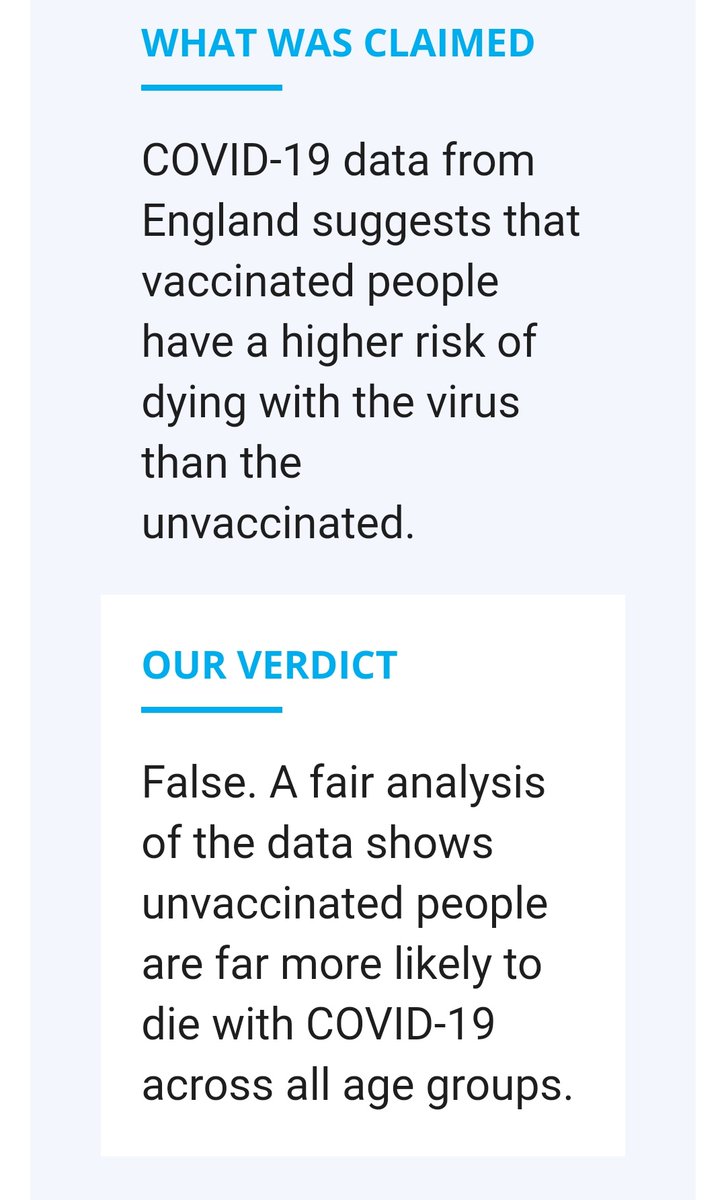 WHAT WAS CLAIMED
COVID-19 data from
England suggests that
vaccinated people
have a higher risk of
dying with the virus
than the
unvaccinated.
OUR VERDICT
False. A fair analysis
of the data shows
unvaccinated people
are far more likely to
die with COVID-19
across all age groups.